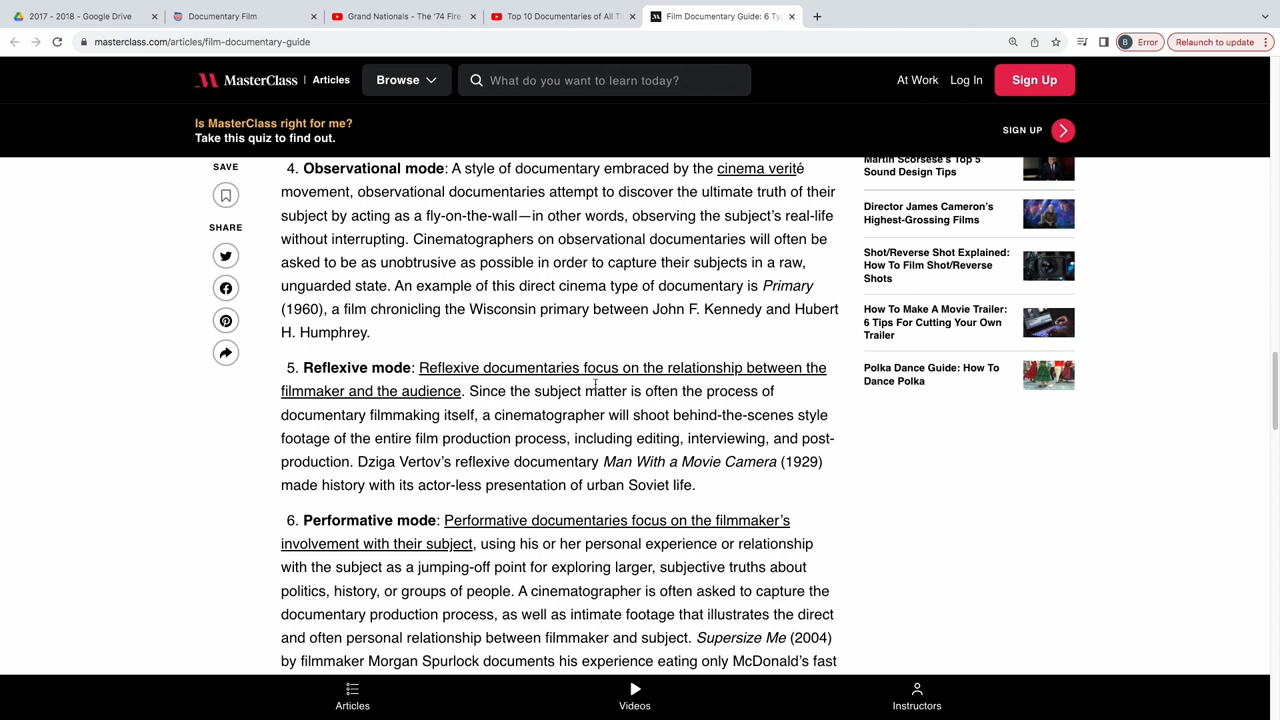 2017 - 2018 - Google Drive
Documentary Film
Grand Nationals - The '74 Fire
Top 10 Documentaries of All T
Film Documentary Guide: 6 Ty
masterclass.com/articles/film-documentary-guide
B Error
Relaunch to update
MasterClass | Articles
Browse
What do you want to learn today?
At Work
Log In
Sign Up
Is MasterClass right for me?
Take this quiz to find out.
SIGN UP
SAVE
SHARE
4. Observational mode: A style of documentary embraced by the cinema verité
movement, observational documentaries attempt to discover the ultimate truth of their
subject by acting as a fly-on-the-wall—in other words, observing the subject's real-life
without interrupting. Cinematographers on observational documentaries will often be
asked to be as unobtrusive as possible in order to capture their subjects in a raw,
unguarded state. An example of this direct cinema type of documentary is Primary
(1960), a film chronicling the Wisconsin primary between John F. Kennedy and Hubert
H. Humphrey.
5. Reflexive mode: Reflexive documentaries focus on the relationship between the
filmmaker and the audience. Since the subject matter is often the process of
documentary filmmaking itself, a cinematographer will shoot behind-the-scenes style
footage of the entire film production process, including editing, interviewing, and post-
production. Dziga Vertov's reflexive documentary Man With a Movie Camera (1929)
made history with its actor-less presentation of urban Soviet life.
6. Performative mode: Performative documentaries focus on the filmmaker's
involvement with their subject, using his or her personal experience or relationship
with the subject as a jumping-off point for exploring larger, subjective truths about
politics, history, or groups of people. A cinematographer is often asked to capture the
documentary production process, as well as intimate footage that illustrates the direct
and often personal relationship between filmmaker and subject. Supersize Me (2004)
by filmmaker Morgan Spurlock documents his experience eating only McDonald's fast
Martin Scorsese's Top 5
Sound Design Tips
Director James Cameron's
Highest-Grossing Films
Shot/Reverse Shot Explained:
How To Film Shot/Reverse
Shots
How To Make A Movie Trailer:
6 Tips For Cutting Your Own
Trailer
Polka Dance Guide: How To
Dance Polka
Articles
Videos
Instructors